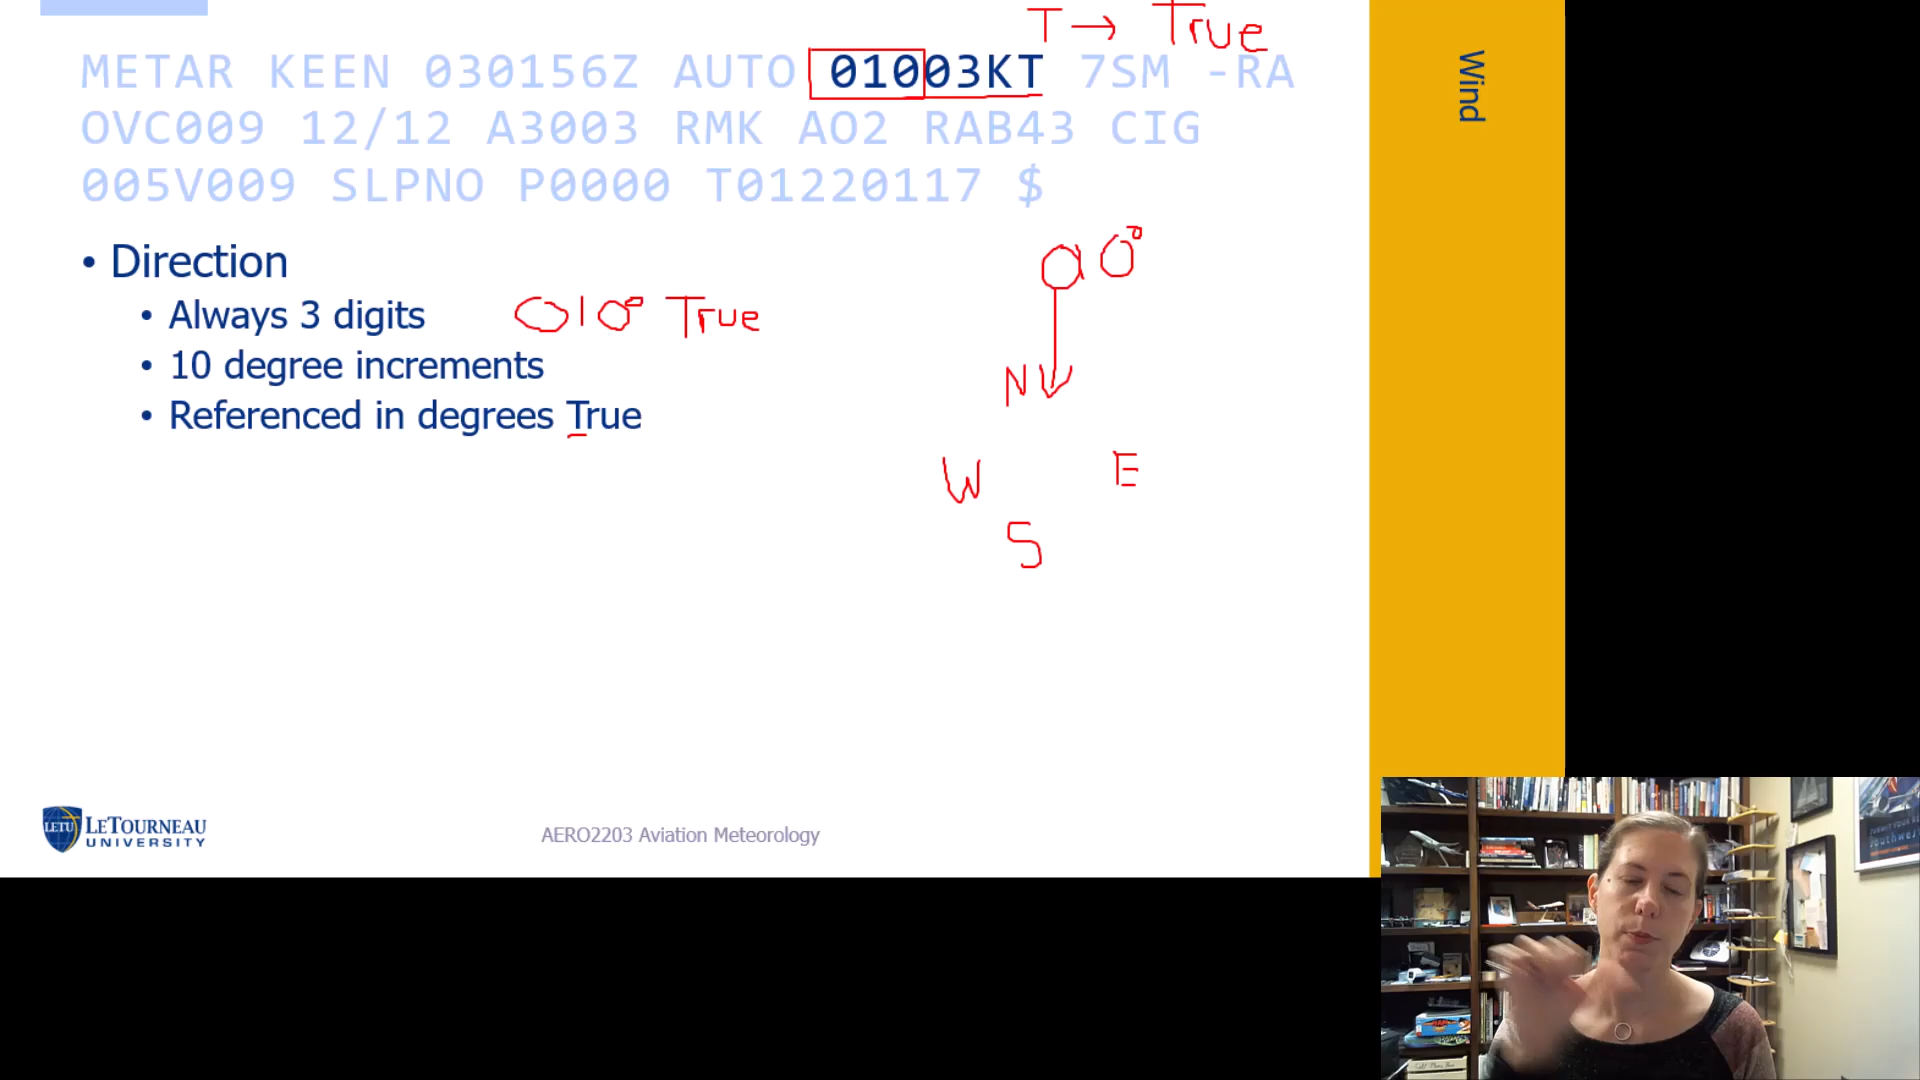 T → True
METAR KEEN 030156Z AUTO 01003KT 7SM -RA
OVC009 12/12 A3003 RMK AO2 RAB43 CIG
005V009 SLPNO P0000 T01220117 $
Wind
• Direction
• Always 3 digits
010° True
• 10 degree increments
• Referenced in degrees True
0°
N
W
E
S
LETU
LETOURNEAU
UNIVERSITY
AERO2203 Aviation Meteorology